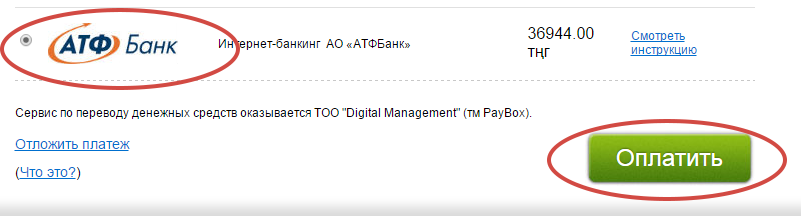 АТФ Банк
Интернет-банкинг АО «АТФБанк»
36944.00
тңг
Смотреть
инструкцию
Сервис по переводу денежных средств оказывается ТОО "Digital Management" (тм PayBox).
Отложить платеж
(Что это?)
Оплатить